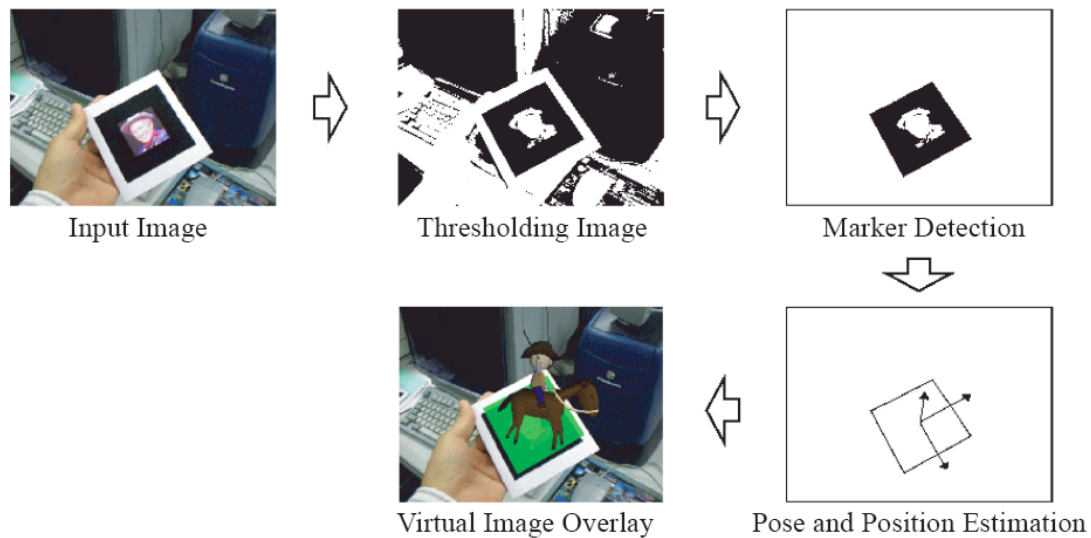 Input Image
Thresholding Image
Marker Detection
Virtual Image Overlay
Pose and Position Estimation